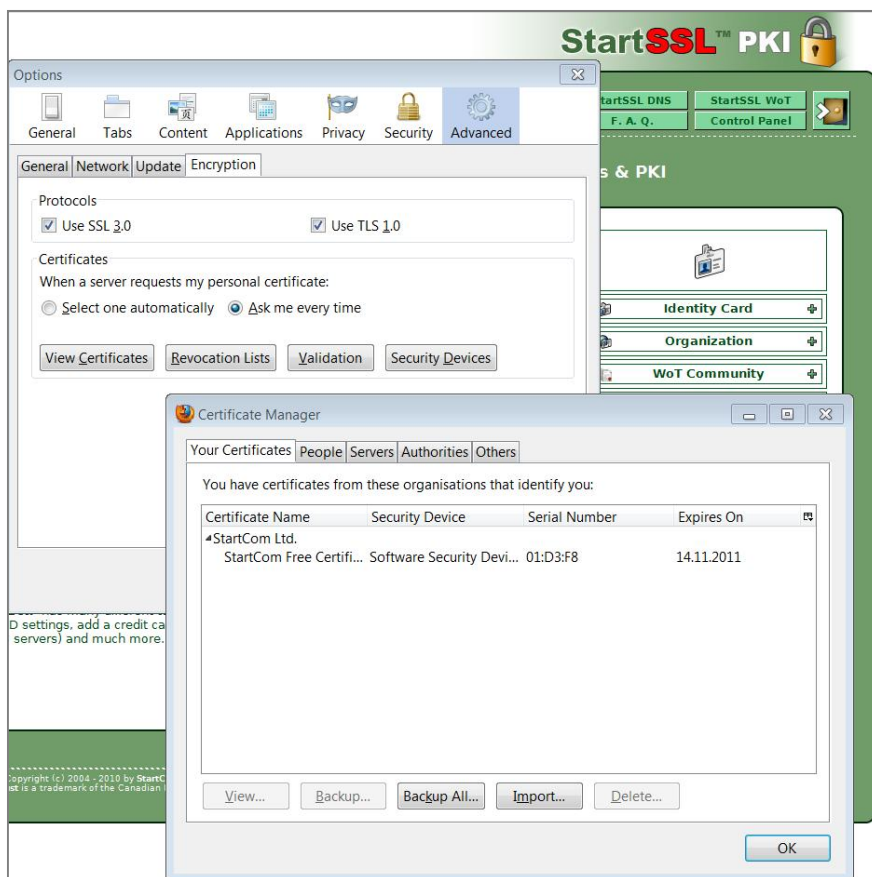 StartSSL™ PKI
Options
General Tabs Content Applications Privacy Security Advanced
tartSSL DNS StartSSL WoT
F. A. Q. Control Panel
General Network Update Encryption
s & PKI
Protocols
Use SSL 3.0 Use TLS 1.0
Certificates
When a server requests my personal certificate:
Select one automatically Ask me every time
Identity Card
Organization
View Certificates Revocation Lists Validation Security Devices
WoT Community
Certificate Manager
Your Certificates People Servers Authorities Others
You have certificates from these organisations that identify you:
Certificate Name Security Device Serial Number Expires On
StartCom Ltd.
StartCom Free Certifi... Software Security Devi... 01:D3:F8 14.11.2011
D settings, add a credit ca
servers) and much more.
Copyright (c) 2004 - 2010 by StartC
st is a trademark of the Canadian
View... Backup... Backup All... Import... Delete...
OK